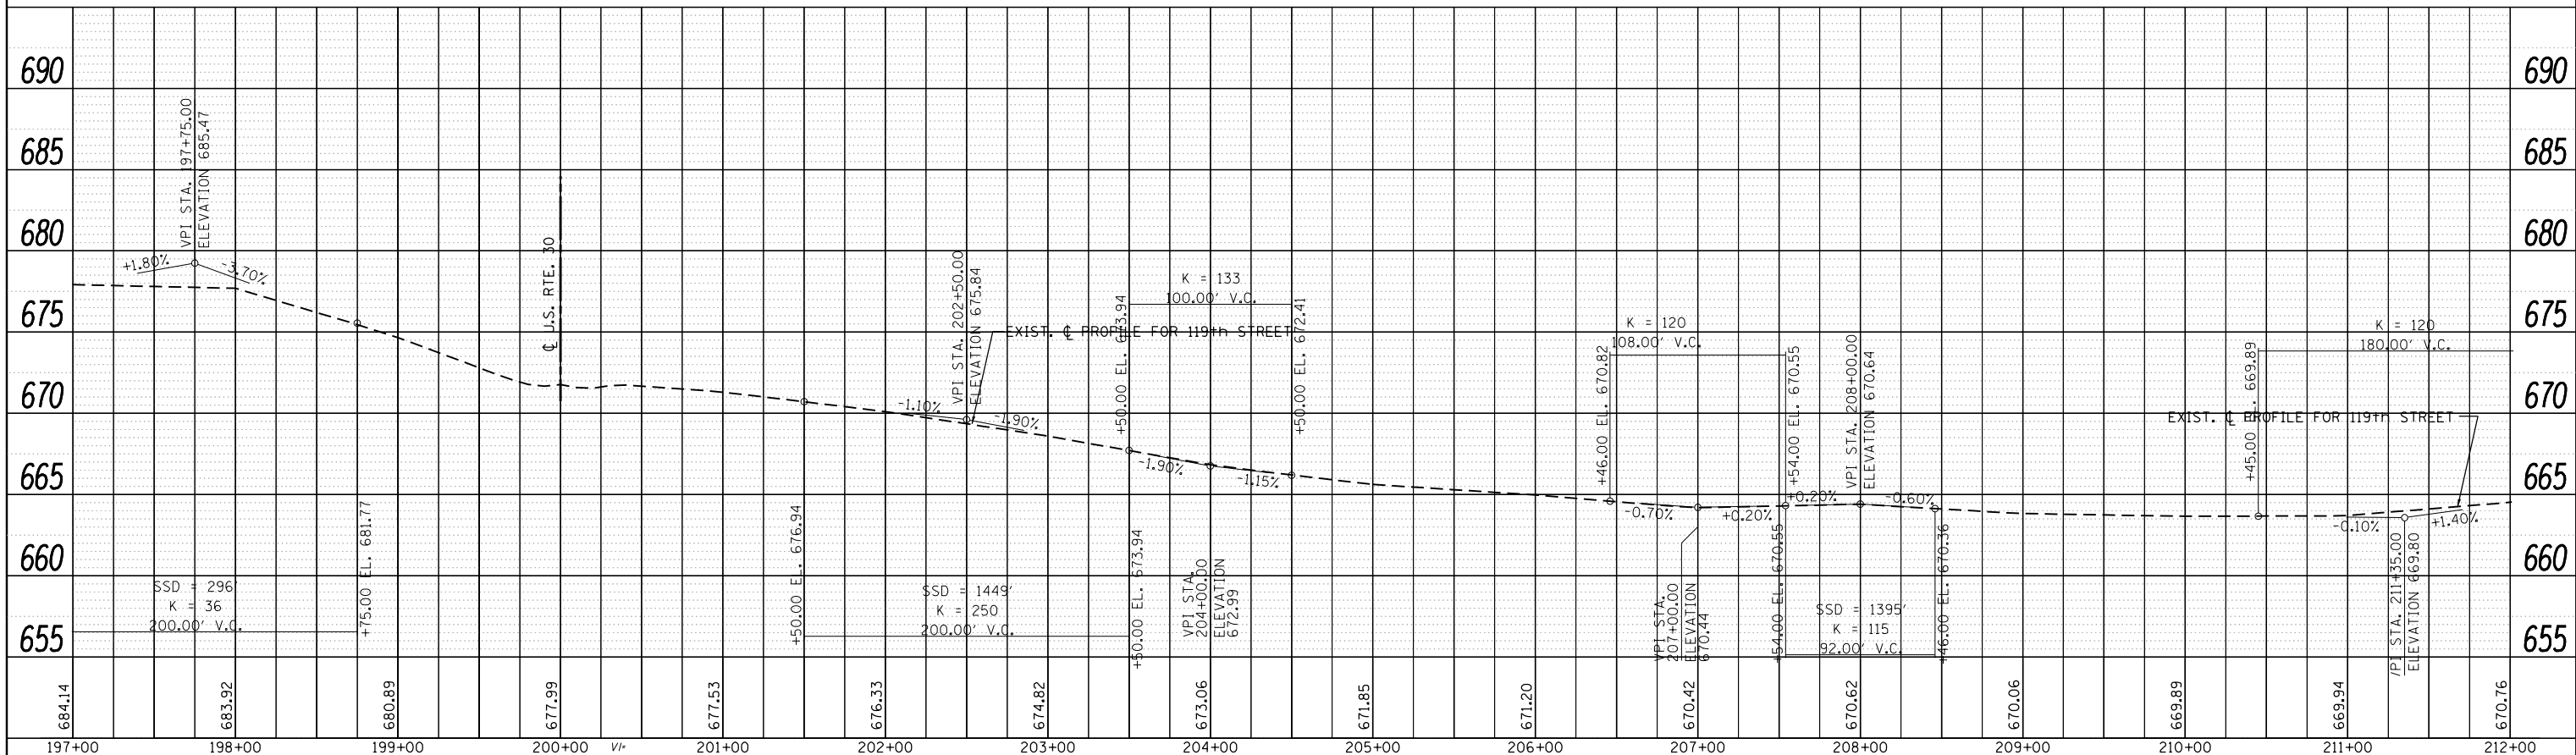 690
690
685
685
680
680
675
675
670
670
665
665
660
660
655
655
VPI STA. 197+75.00
ELEVATION 685.47
+1.80%
-3.70%
℄ U.S. RTE. 30
SSD = 296'
K = 36
200.00' V.C.
+75.00 EL. 681.77
+50.00 EL. 676.94
VPI STA. 202+50.00
ELEVATION 675.84
-1.10%
-1.90%
SSD = 1449'
K = 250
200.00' V.C.
+50.00 EL. 673.94
EXIST. ℄ PROFILE FOR 119th STREET
K = 133
100.00' V.C.
+50.00 EL. 673.94
+50.00 EL. 672.41
-1.90%
-1.15%
VPI STA.
204+00.00
ELEVATION
672.99
K = 120
108.00' V.C.
+46.00 EL. 670.82
+54.00 EL. 670.55
-0.70%
+0.20%
VPI STA.
207+00.00
ELEVATION
670.44
VPI STA. 208+00.00
ELEVATION 670.64
+0.20%
-0.60%
SSD = 1395'
K = 115
92.00' V.C.
+54.00 EL. 670.55
+46.00 EL. 670.36
K = 120
180.00' V.C.
+45.00 EL. 669.89
EXIST. ℄ PROFILE FOR 119th STREET
-0.10%
+1.40%
VPI STA. 211+35.00
ELEVATION 669.80
684.14
683.92
680.89
677.99
677.53
676.33
674.82
673.06
671.85
671.20
670.42
670.62
670.06
669.89
669.94
670.76
197+00
198+00
199+00
200+00
201+00
202+00
203+00
204+00
205+00
206+00
207+00
208+00
209+00
210+00
211+00
212+00